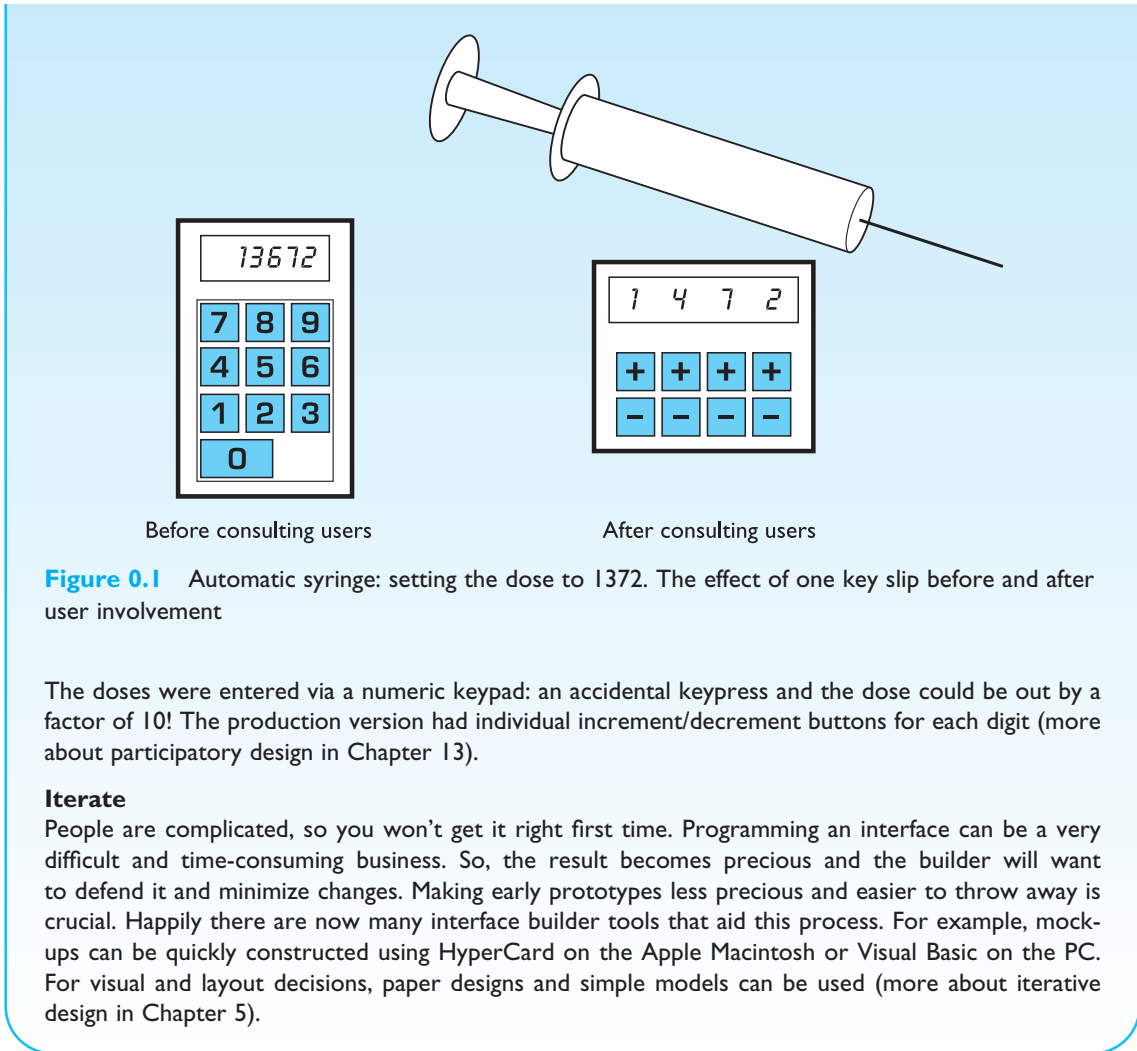 13672
7 8 9
4 5 6
1 2 3
0
1 4 7 2
+ + + +
− − − −
Before consulting users
After consulting users
Figure 0.1 Automatic syringe: setting the dose to 1372. The effect of one key slip before and after
user involvement
The doses were entered via a numeric keypad: an accidental keypress and the dose could be out by a
factor of 10! The production version had individual increment/decrement buttons for each digit (more
about participatory design in Chapter 13).
Iterate
People are complicated, so you won’t get it right first time. Programming an interface can be a very
difficult and time-consuming business. So, the result becomes precious and the builder will want
to defend it and minimize changes. Making early prototypes less precious and easier to throw away is
crucial. Happily there are now many interface builder tools that aid this process. For example, mock-
ups can be quickly constructed using HyperCard on the Apple Macintosh or Visual Basic on the PC.
For visual and layout decisions, paper designs and simple models can be used (more about iterative
design in Chapter 5).